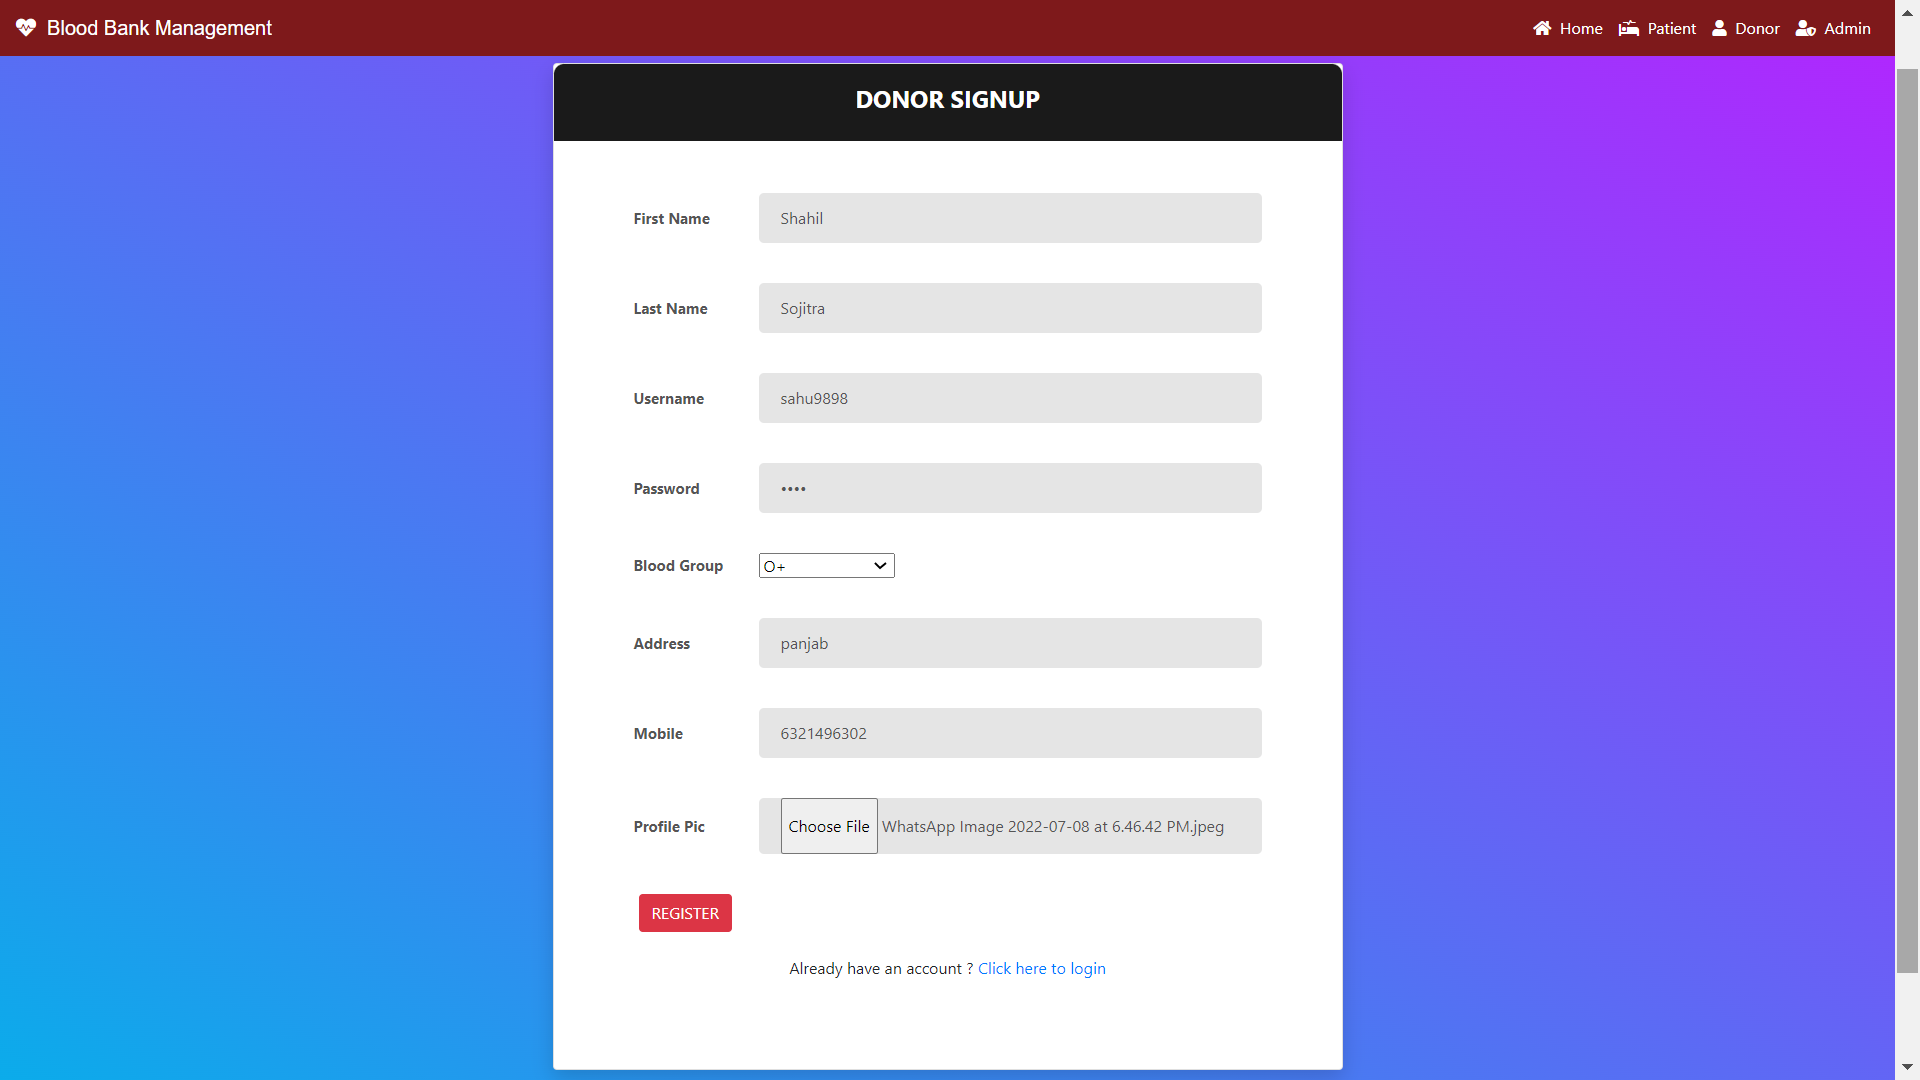 Blood Bank Management Home Patient Donor Admin
DONOR SIGNUP
First Name Shahil
Last Name Sojitra
Username sahu9898
Password ••••
Blood Group O+
Address panjab
Mobile 6321496302
Profile Pic Choose File WhatsApp Image 2022-07-08 at 6.46.42 PM.jpeg
REGISTER
Already have an account ? Click here to login